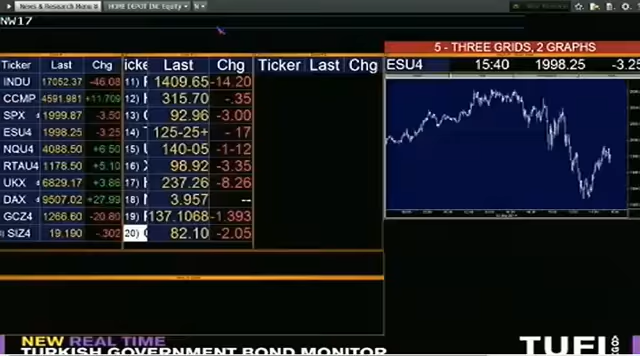 News & Research Menu
HOME DEPOT INC Equity
NW17
5 - THREE GRIDS, 2 GRAPHS
Ticker Last Chg Last Chg Ticker Last Chg
ESU4 15:40 1998.25 -3.25
INDU 17052.37 -46.08 11) 1409.65 -14.20
CCMP 4591.981 +11.709 12) 315.70 -.35
SPX 1999.87 -3.50 13) 92.96 -3.00
ESU4 1998.25 -3.25 14) 125-25+ - 17
NQU4 4088.50 +6.50 15) 140-05 -1-12
RTAU4 1178.50 +5.10 16) 98.92 -3.35
UKX 6829.17 +3.86 17) 237.26 -8.26
DAX 9507.02 +27.99 18) 3.957 --
GCZ4 1266.60 -20.80 19) 137.1068 -1.393
SIZ4 19.190 -.302 20) 82.10 -2.05
NEW REAL TIME
TURKISH GOVERNMENT BOND MONITOR